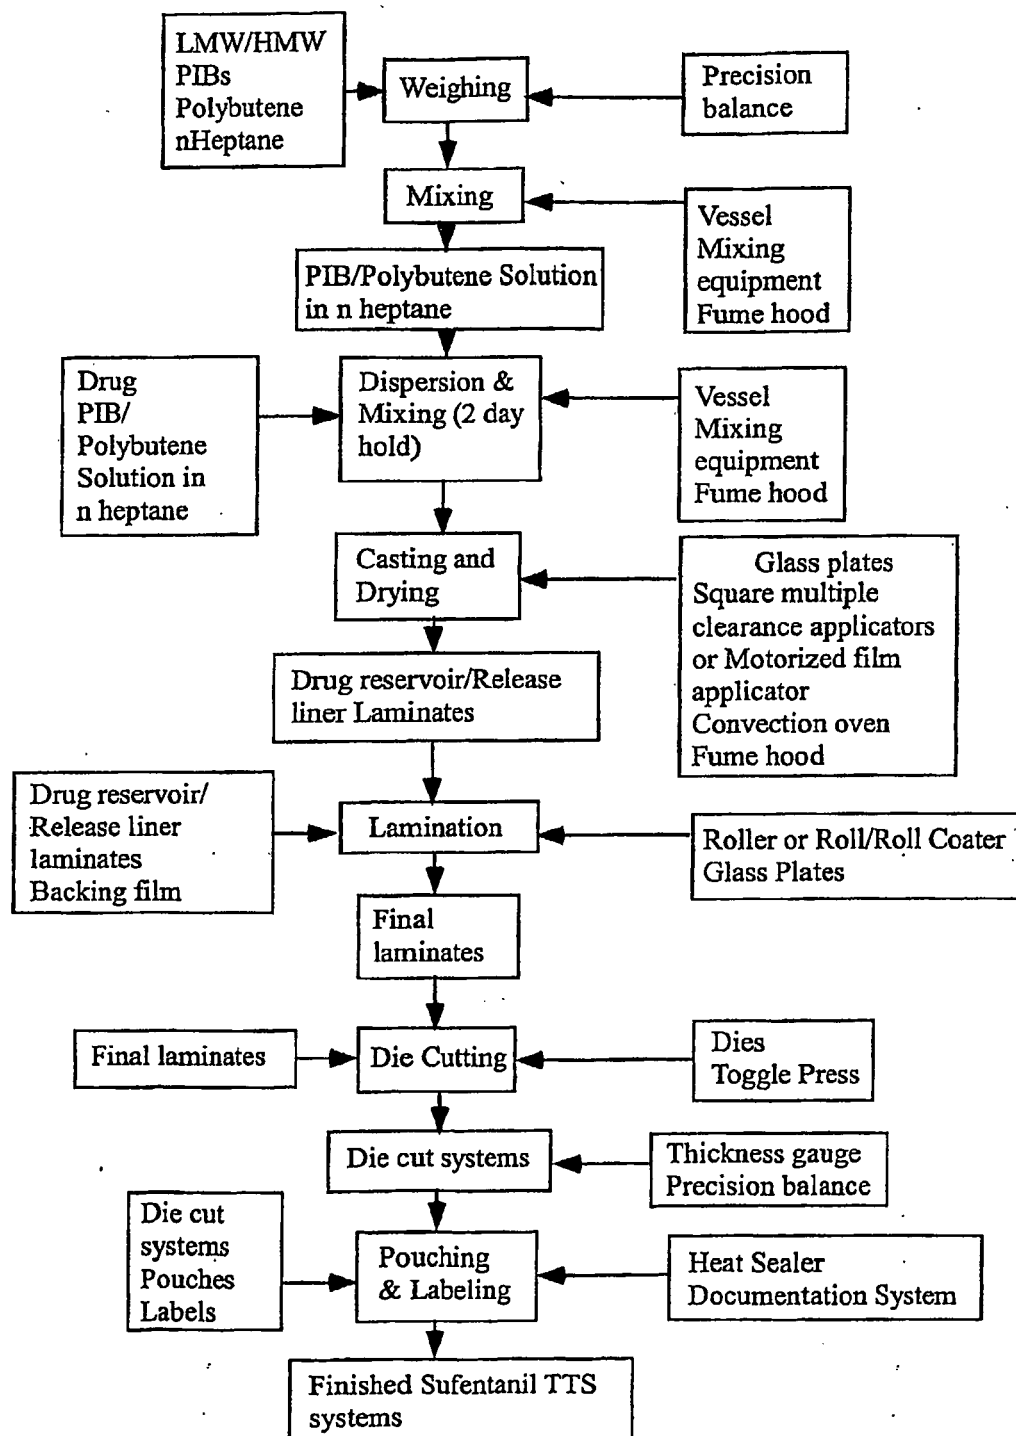 LMW/HMW
PIBs
Polybutene
nHeptane
Weighing
Precision
balance
Mixing
Vessel
Mixing
equipment
Fume hood
PIB/Polybutene Solution
in n heptane
Drug
PIB/
Polybutene
Solution in
n heptane
Dispersion &
Mixing (2 day
hold)
Vessel
Mixing
equipment
Fume hood
Casting and
Drying
Glass plates
Square multiple
clearance applicators
or Motorized film
applicator
Convection oven
Fume hood
Drug reservoir/Release
liner Laminates
Drug reservoir/
Release liner
laminates
Backing film
Lamination
Roller or Roll/Roll Coater
Glass Plates
Final
laminates
Final laminates
Die Cutting
Dies
Toggle Press
Die cut systems
Thickness gauge
Precision balance
Die cut
systems
Pouches
Labels
Pouching
& Labeling
Heat Sealer
Documentation System
Finished Sufentanil TTS
systems